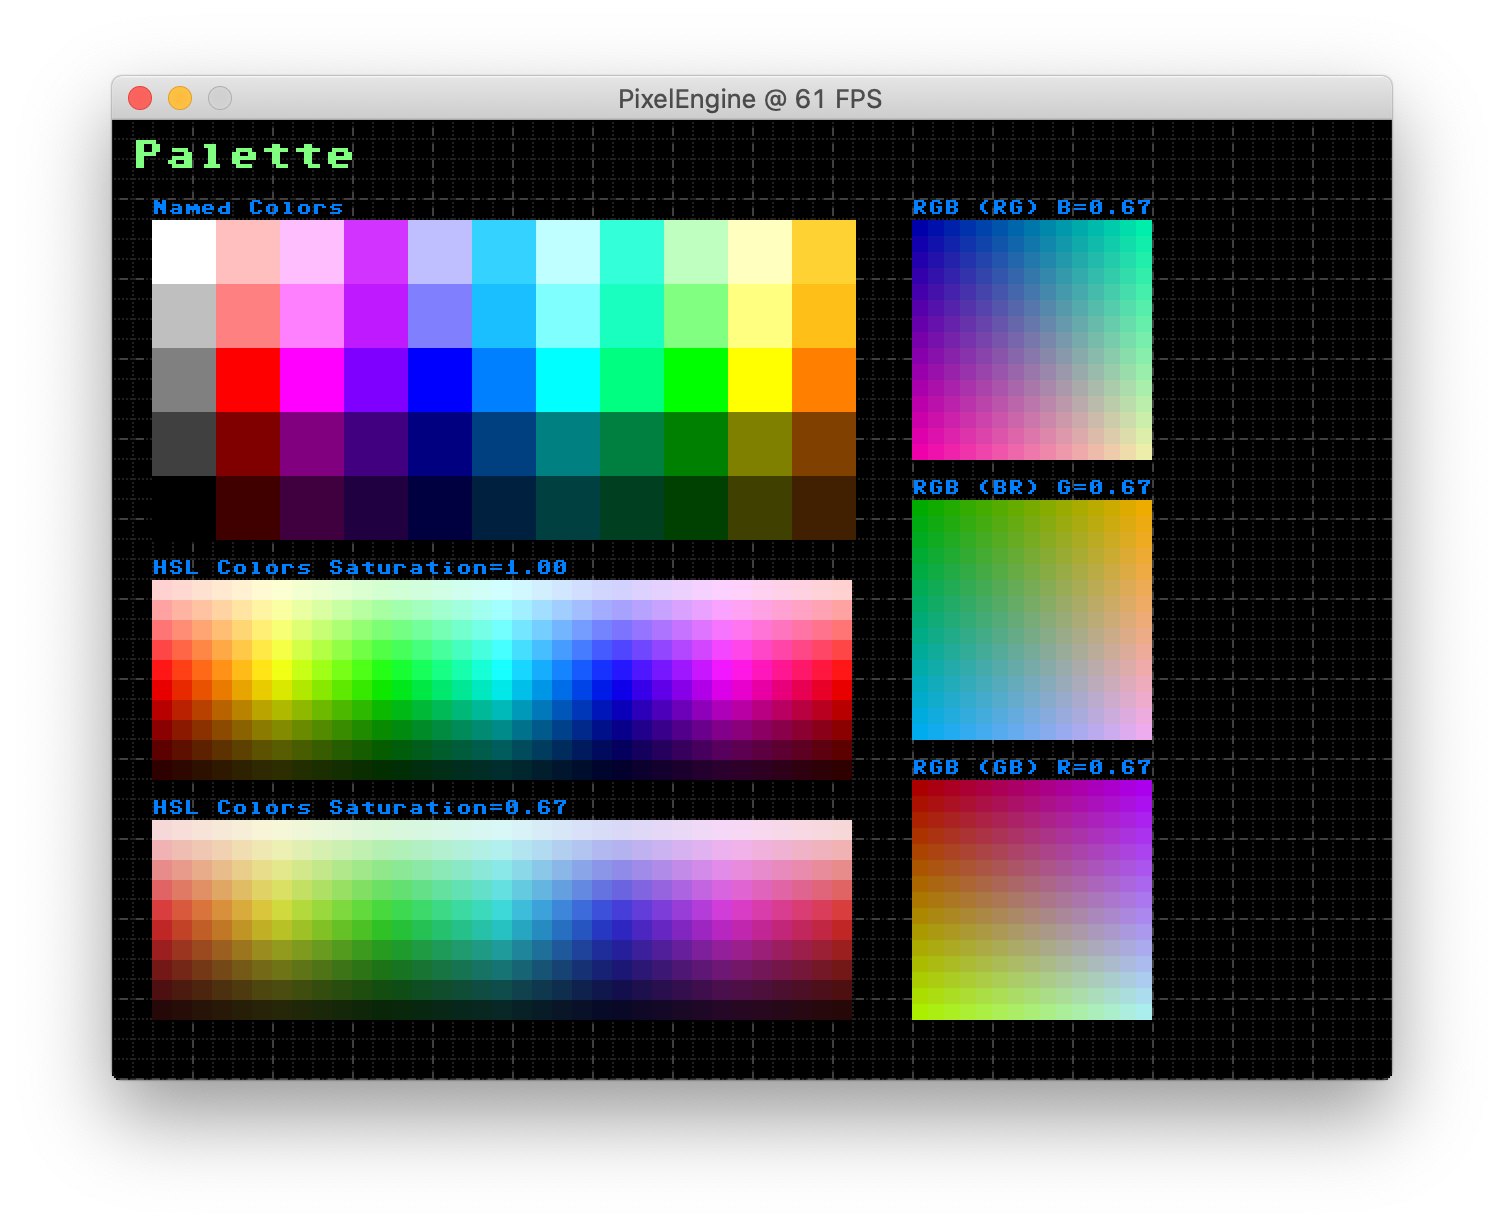 PixelEngine @ 61 FPS
Palette
Named Colors
HSL Colors Saturation=1.00
HSL Colors Saturation=0.67
RGB (RG) B=0.67
RGB (BR) G=0.67
RGB (GB) R=0.67